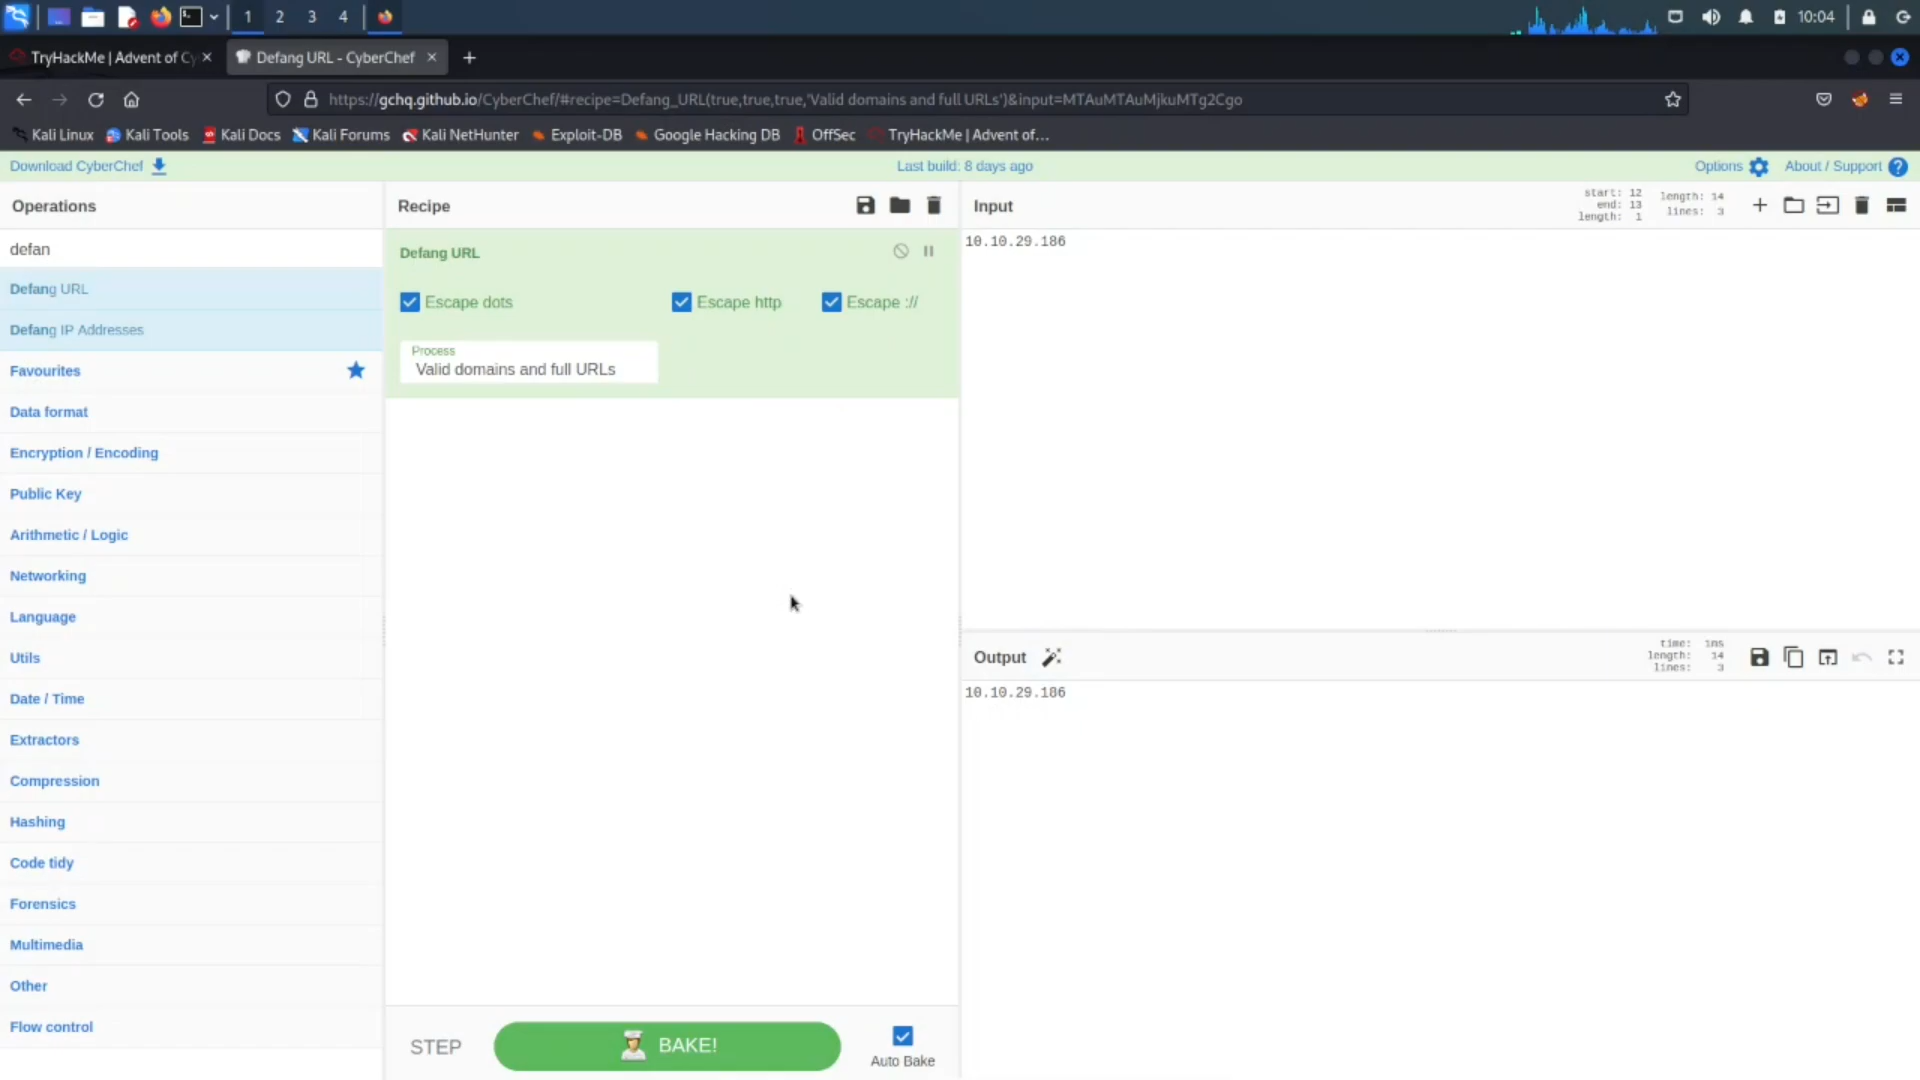 1 2 3 4 10:04
TryHackMe | Advent of Cy Defang URL - CyberChef
https://gchq.github.io/CyberChef/#recipe=Defang_URL(true,true,true,'Valid domains and full URLs')&input=MTAuMTAuMjkuMTg2Cgo
Kali Linux Kali Tools Kali Docs Kali Forums Kali NetHunter Exploit-DB Google Hacking DB OffSec TryHackMe | Advent of...
Download CyberChef Last build: 8 days ago Options About / Support
Operations
defan
Defang URL
Defang IP Addresses
Favourites
Data format
Encryption / Encoding
Public Key
Arithmetic / Logic
Networking
Language
Utils
Date / Time
Extractors
Compression
Hashing
Code tidy
Forensics
Multimedia
Other
Flow control
Recipe
Defang URL
Escape dots Escape http Escape ://
Process
Valid domains and full URLs
STEP BAKE! Auto Bake
Input
start: 12
end: 13
length: 1
length: 14
lines: 3
10.10.29.186
Output
time: 1ms
length: 14
lines: 3
10.10.29.186